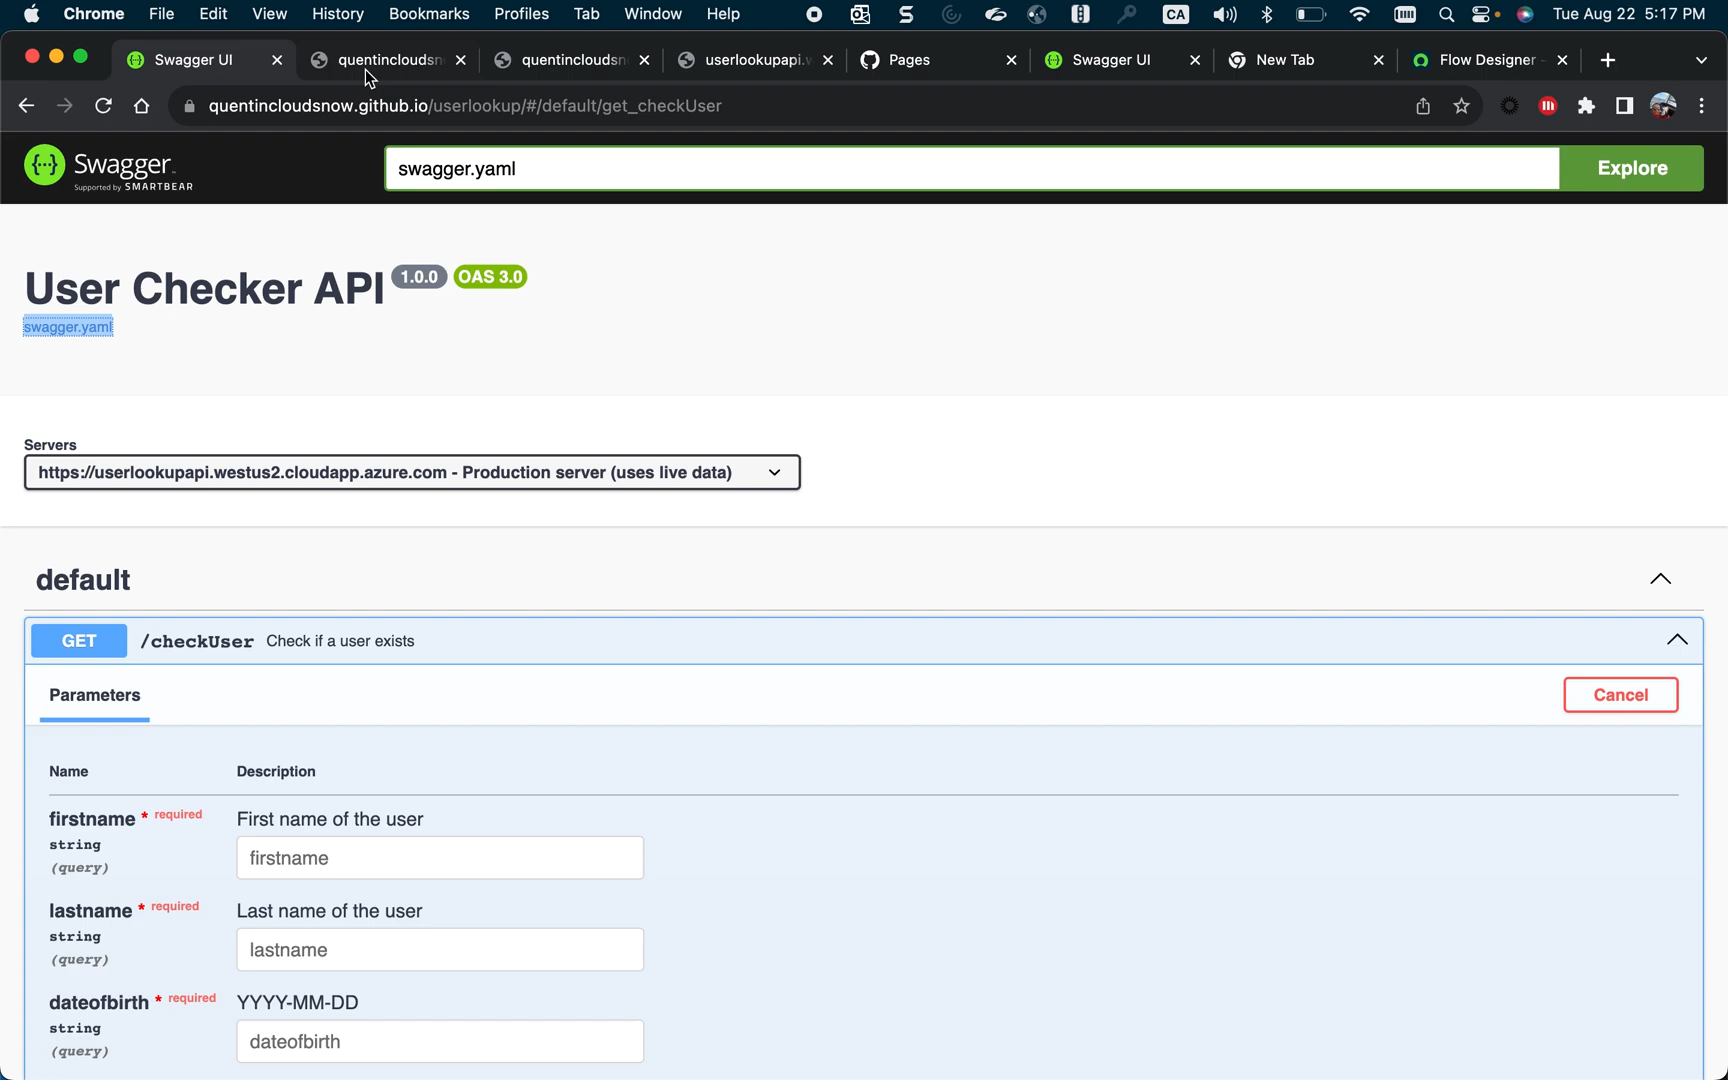 Chrome File Edit View History Bookmarks Profiles Tab Window Help CA Tue Aug 22 5:17 PM
Swagger UI quentincloudsn quentincloudsn userlookupapi.w Pages Swagger UI New Tab Flow Designer -
quentincloudsnow.github.io/userlookup/#/default/get_checkUser
Swagger
Supported by SMARTBEAR
swagger.yaml
Explore
User Checker API 1.0.0 OAS 3.0
swagger.yaml
Servers
https://userlookupapi.westus2.cloudapp.azure.com - Production server (uses live data)
default
GET /checkUser Check if a user exists
Parameters
Cancel
Name Description
firstname * required First name of the user
string
(query)
firstname
lastname * required Last name of the user
string
(query)
lastname
dateofbirth * required YYYY-MM-DD
string
(query)
dateofbirth